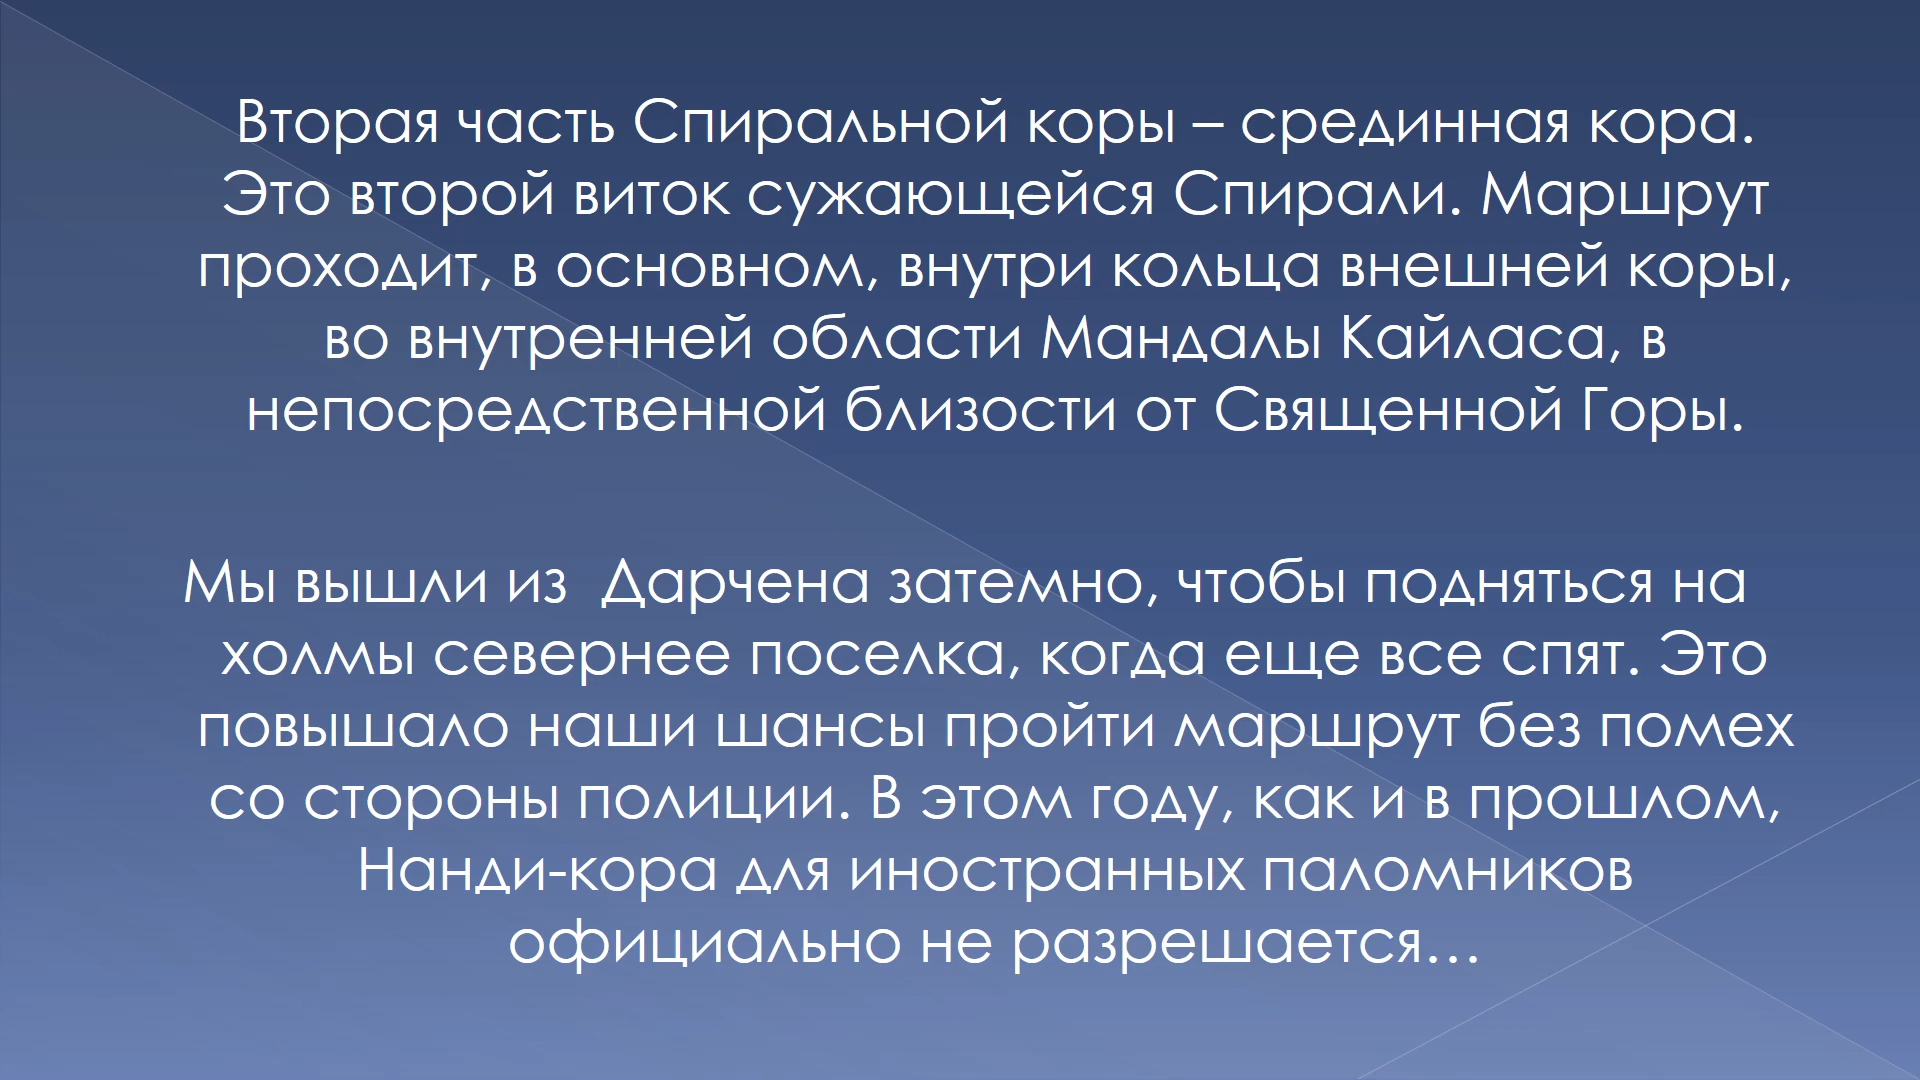 Вторая часть Спиральной коры – срединная кора.
Это второй виток сужающейся Спирали. Маршрут
проходит, в основном, внутри кольца внешней коры,
во внутренней области Мандалы Кайласа, в
непосредственной близости от Священной Горы.
Мы вышли из  Дарчена затемно, чтобы подняться на
холмы севернее поселка, когда еще все спят. Это
повышало наши шансы пройти маршрут без помех
со стороны полиции. В этом году, как и в прошлом,
Нанди-кора для иностранных паломников
официально не разрешается…